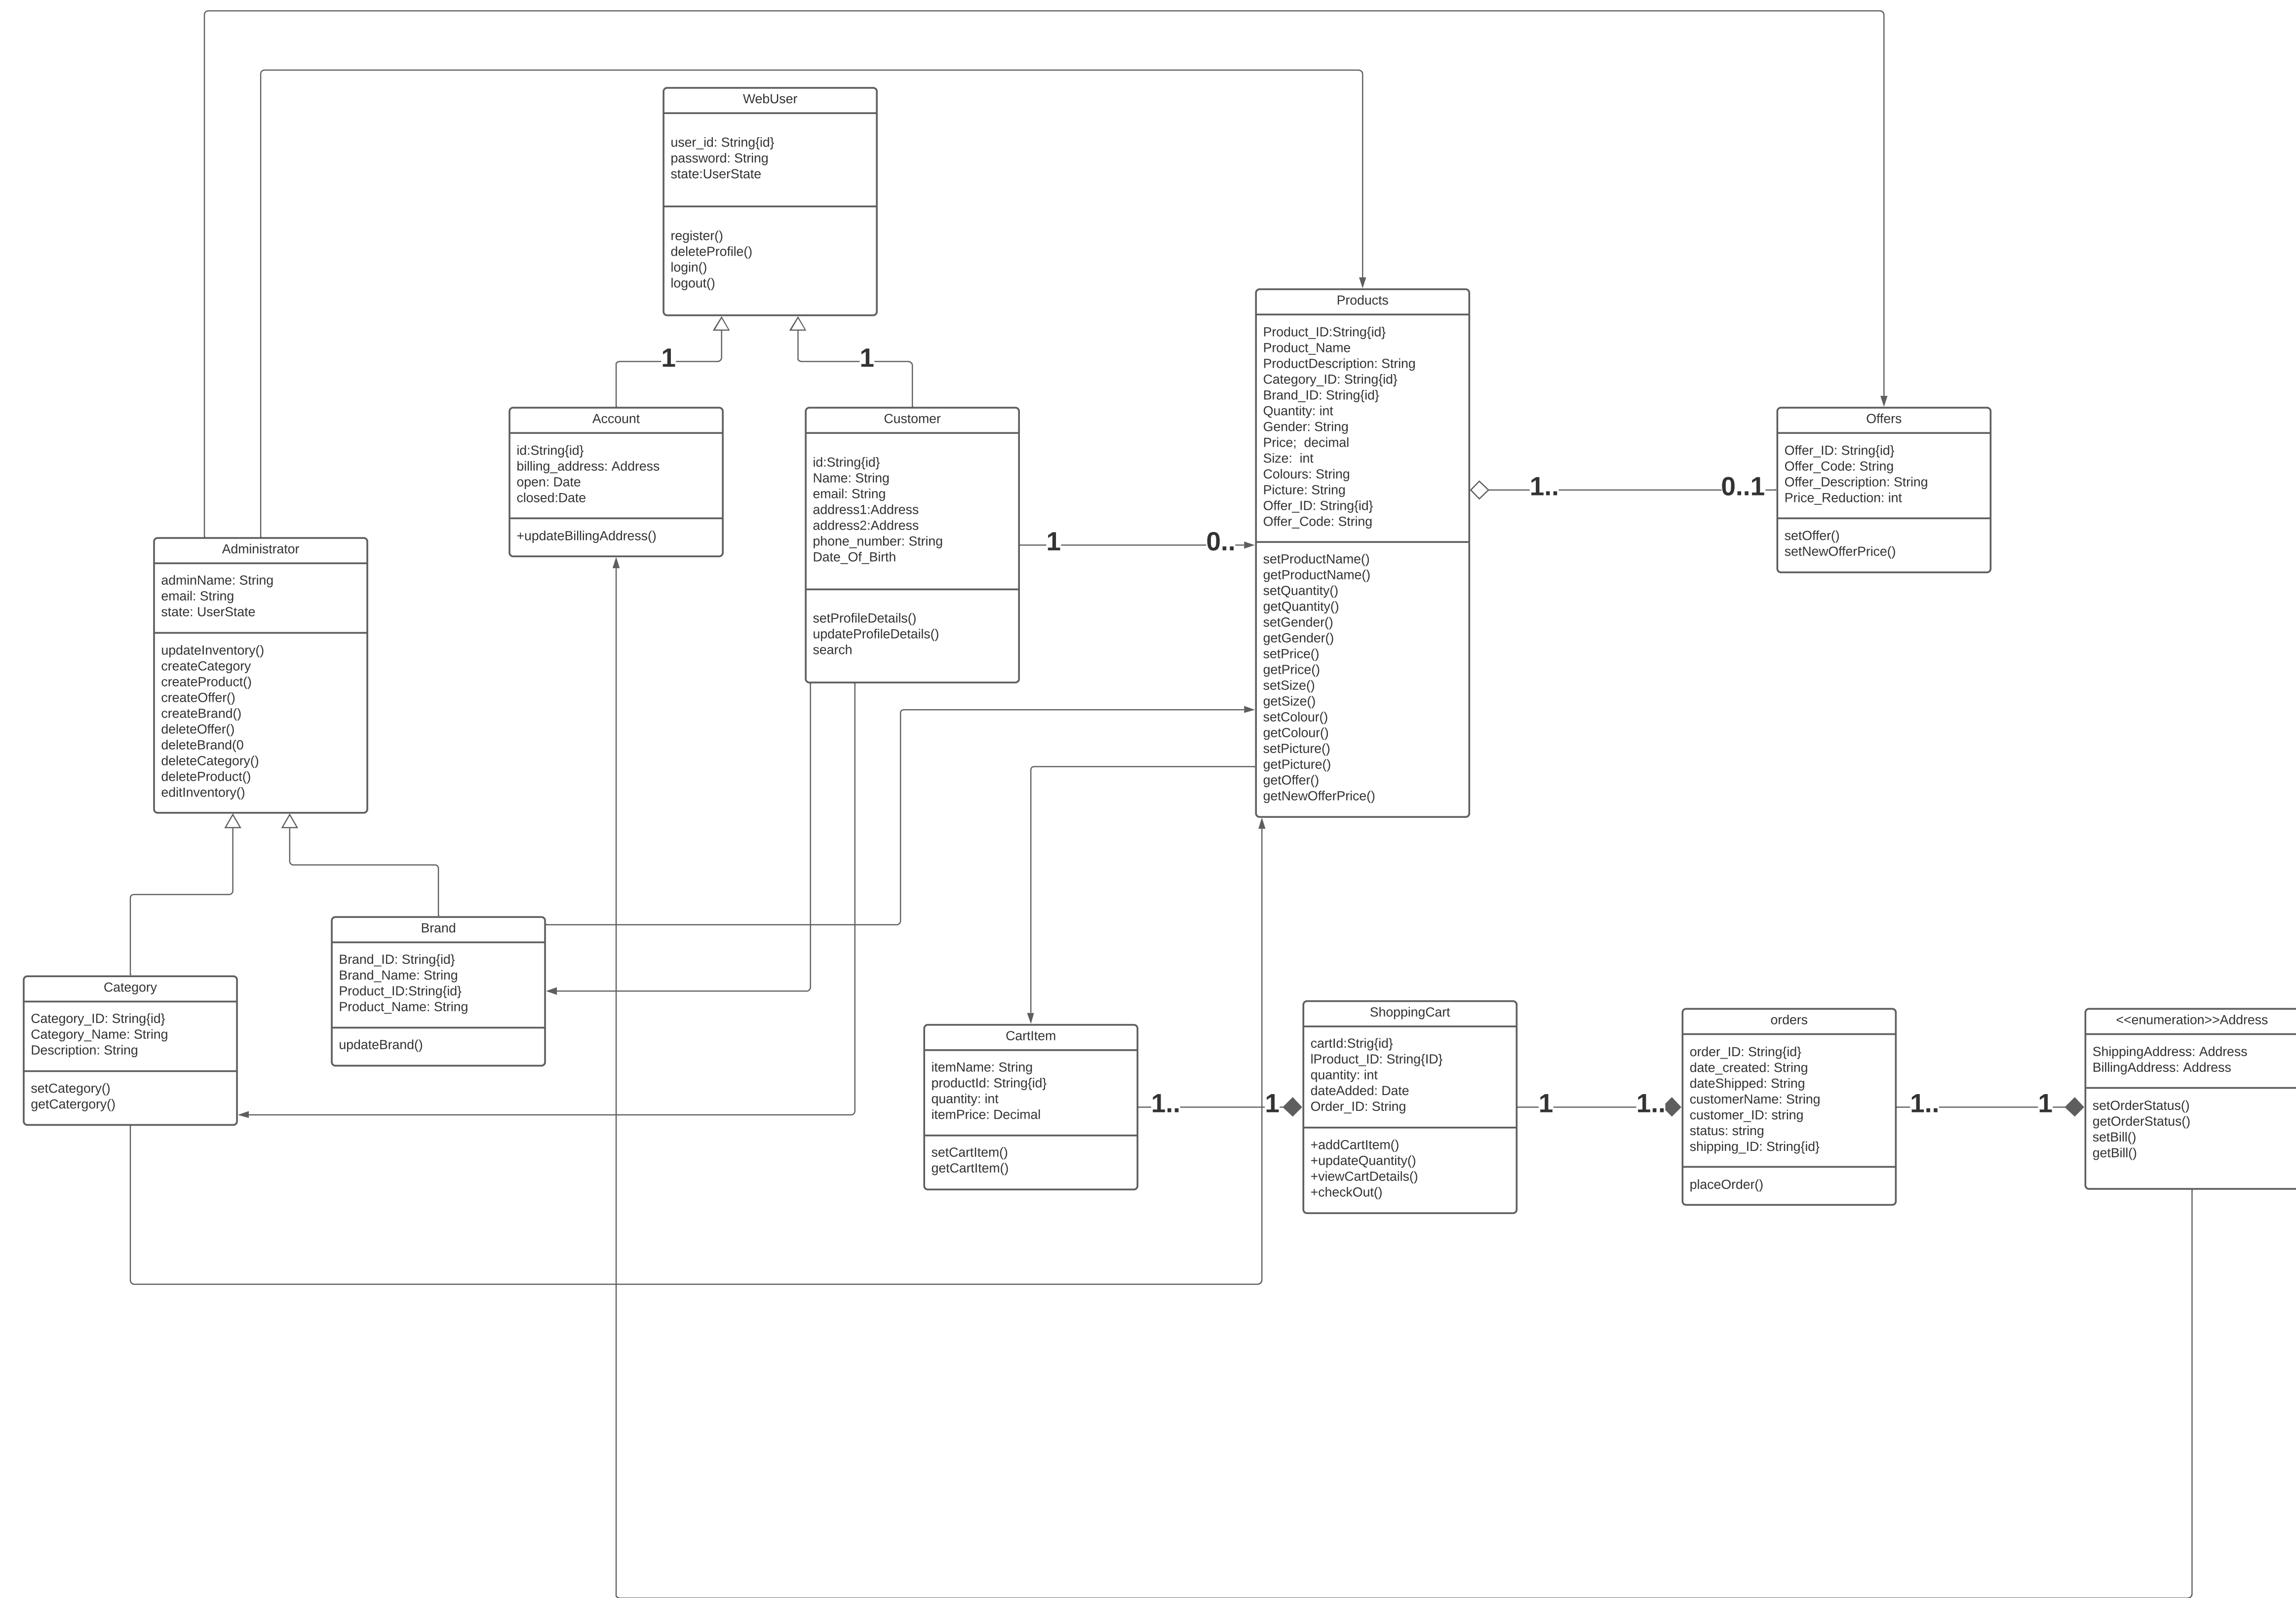 WebUser
user_id: String{id}
password: String
state:UserState
register()
deleteProfile()
login()
logout()
1
1
Account
id:String{id}
billing_address: Address
open: Date
closed:Date
+updateBillingAddress()
Customer
id:String{id}
Name: String
email: String
address1:Address
address2:Address
phone_number: String
Date_Of_Birth
setProfileDetails()
updateProfileDetails()
search
1
0..
Products
Product_ID:String{id}
Product_Name
ProductDescription: String
Category_ID: String{id}
Brand_ID: String{id}
Quantity: int
Gender: String
Price;  decimal
Size:  int
Colours: String
Picture: String
Offer_ID: String{id}
Offer_Code: String
setProductName()
getProductName()
setQuantity()
getQuantity()
setGender()
getGender()
setPrice()
getPrice()
setSize()
getSize()
setColour()
getColour()
setPicture()
getPicture()
getOffer()
getNewOfferPrice()
1..
0..1
Offers
Offer_ID: String{id}
Offer_Code: String
Offer_Description: String
Price_Reduction: int
setOffer()
setNewOfferPrice()
Administrator
adminName: String
email: String
state: UserState
updateInventory()
createCategory
createProduct()
createOffer()
createBrand()
deleteOffer()
deleteBrand(0
deleteCategory()
deleteProduct()
editInventory()
Brand
Brand_ID: String{id}
Brand_Name: String
Product_ID:String{id}
Product_Name: String
updateBrand()
Category
Category_ID: String{id}
Category_Name: String
Description: String
setCategory()
getCatergory()
CartItem
itemName: String
productId: String{id}
quantity: int
itemPrice: Decimal
setCartItem()
getCartItem()
1..
1
ShoppingCart
cartId:Strig{id}
lProduct_ID: String{ID}
quantity: int
dateAdded: Date
Order_ID: String
+addCartItem()
+updateQuantity()
+viewCartDetails()
+checkOut()
1
1..
orders
order_ID: String{id}
date_created: String
dateShipped: String
customerName: String
customer_ID: string
status: string
shipping_ID: String{id}
placeOrder()
1..
1
<<enumeration>>Address
ShippingAddress: Address
BillingAddress: Address
setOrderStatus()
getOrderStatus()
setBill()
getBill()